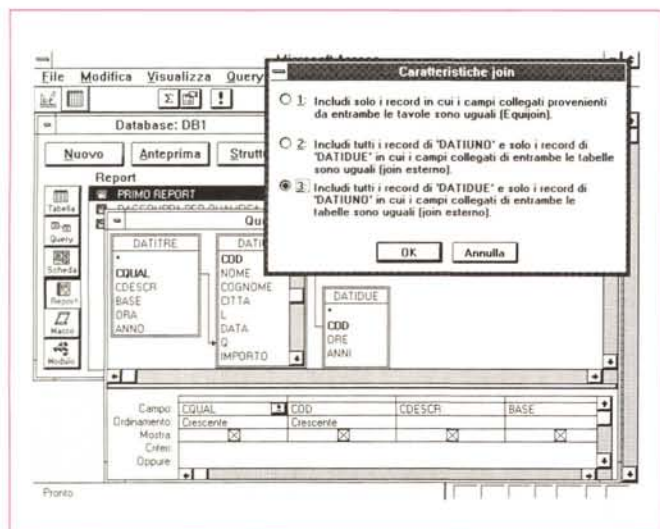 File Modifica Visualizza Query
Caratteristiche join
1: Includi solo i record in cui i campi collegati provenienti
da entrambe le tavole sono uguali (Equijoin).
2: Includi tutti i record di 'DATIUNO' e solo i record di
'DATIDUE' in cui i campi collegati di entrambe le tabelle
sono uguali (join esterno).
3: Includi tutti i record di 'DATIDUE' e solo i record di
'DATIUNO' in cui i campi collegati di entrambe le
tabelle sono uguali (join esterno).
OK Annulla
Database: DB1
Nuovo Anteprima
Report
PRIMO REPORT
Tabella
Query
Scheda
Report
Macro
Modulo
DATITRE
*
CQUAL
CDESCR
BASE
ORA
ANNO
COD
NOME
COGNOME
CITTA
L
DATA
Q
IMPORTO
DATIDUE
*
COD
ORE
ANNI
Campo: CQUAL COD CDESCR BASE
Ordinamento: Crescente Crescente
Mostra:
Criteri:
Oppure:
Pronto